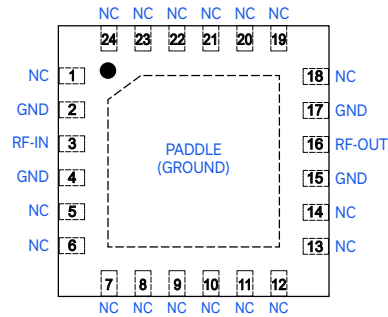 NC NC NC NC NC NC
24 23 22 21 20 19
NC 1 18 NC
GND 2 17 GND
RF-IN 3 16 RF-OUT
PADDLE
(GROUND)
GND 4 15 GND
NC 5 14 NC
NC 6 13 NC
7 8 9 10 11 12
NC NC NC NC NC NC